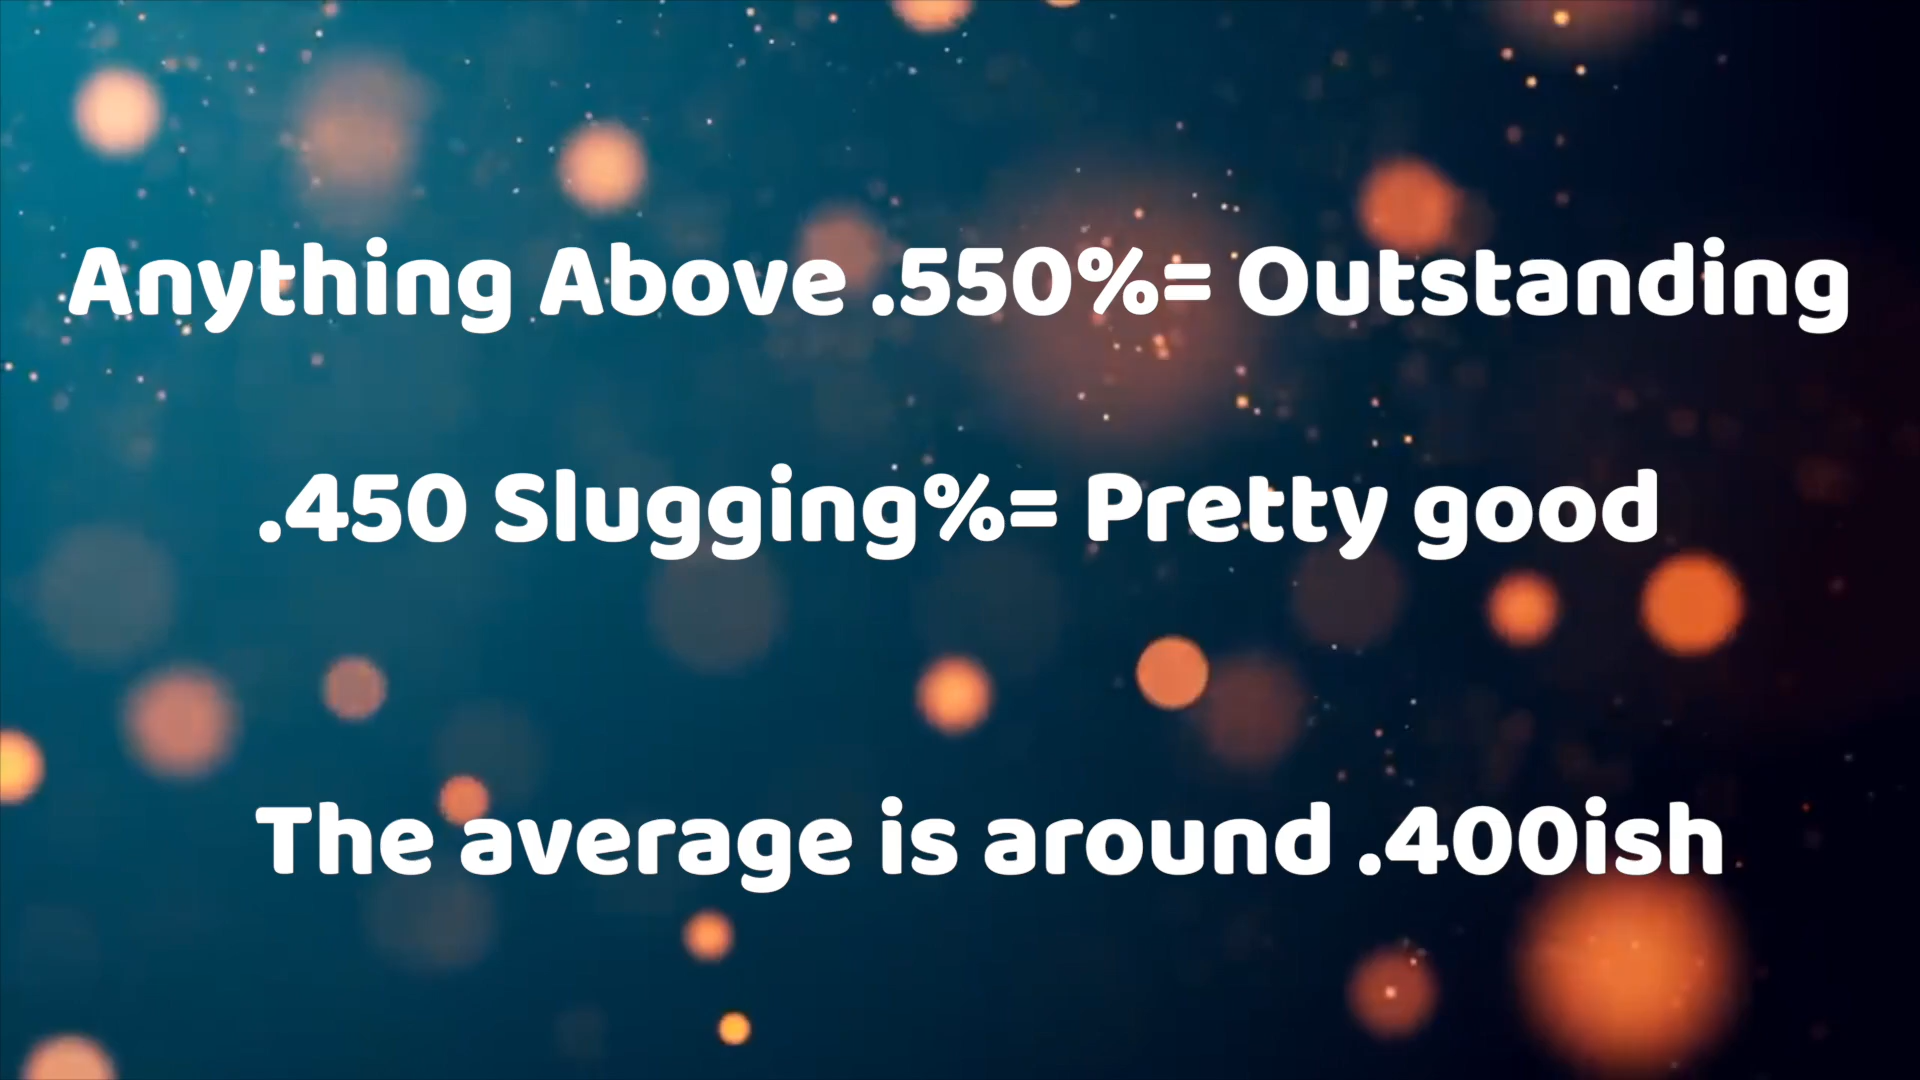 Anything Above .550%= Outstanding
.450 Slugging%= Pretty good
The average is around .400ish